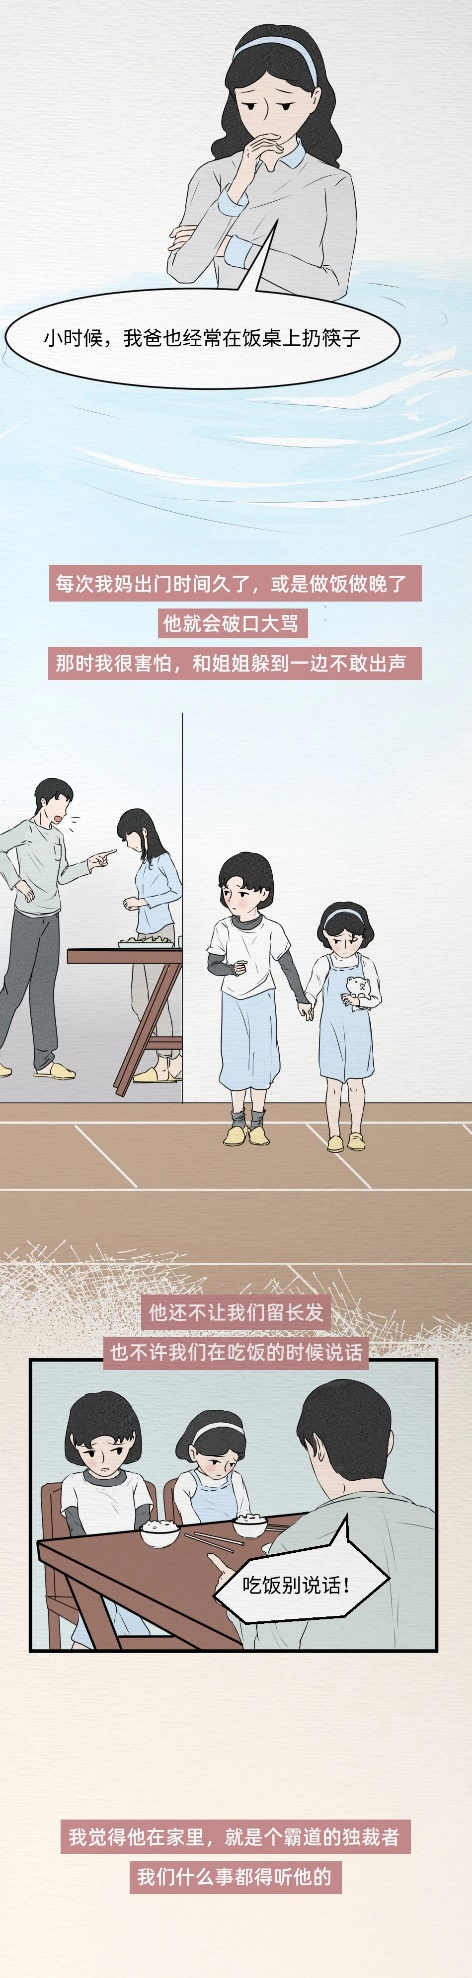 小时候，我爸也经常在饭桌上扔筷子
每次我妈出门时间久了，或是做饭做晚了
他就会破口大骂
那时我很害怕，和姐姐躲到一边不敢出声
他还不让我们留长发
也不许我们在吃饭的时候说话
吃饭别说话！
我觉得他在家里，就是个霸道的独裁者
我们什么事都得听他的